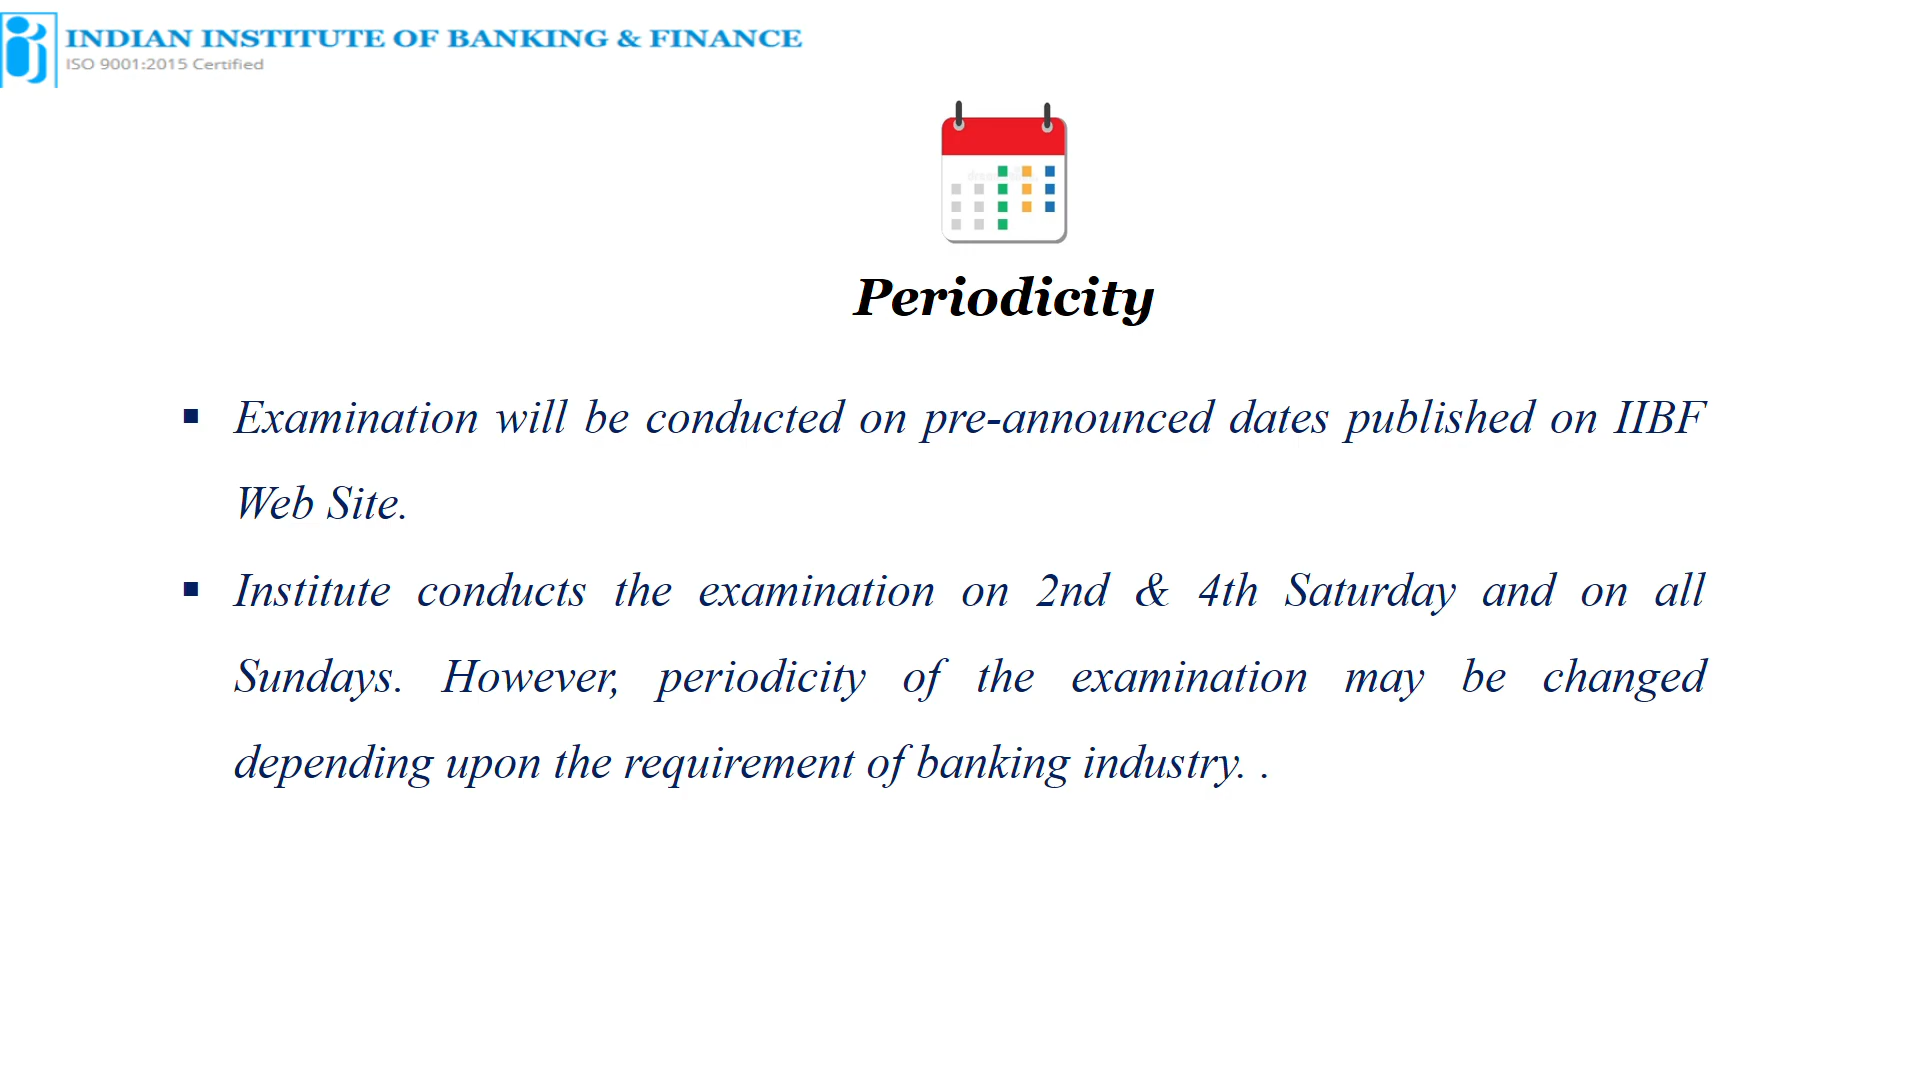 INDIAN INSTITUTE OF BANKING & FINANCE
ISO 9001:2015 Certified
Periodicity
▪ Examination will be conducted on pre-announced dates published on IIBF
Web Site.
▪ Institute conducts the examination on 2nd & 4th Saturday and on all
Sundays. However, periodicity of the examination may be changed
depending upon the requirement of banking industry. .